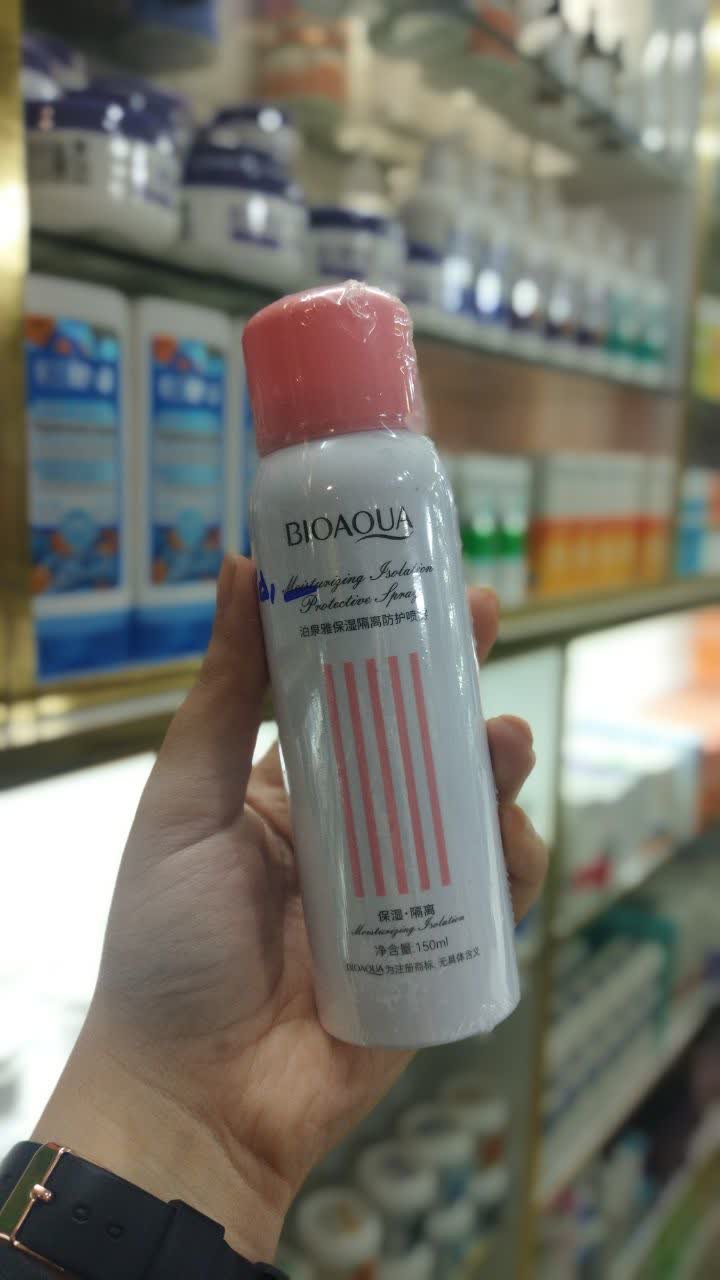 BIOAQUA
Moisturizing Isolation
Protective Spray
泊泉雅保湿隔离防护喷雾
保湿·隔离
Moisturizing Isolation
净含量:150ml
BIOAQUA为注册商标,无具体含义